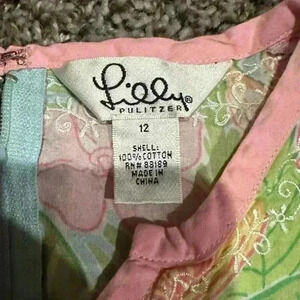 Lilly®
PULITZER
12
SHELL:
100% COTTON
RN# 88189
MADE IN
CHINA